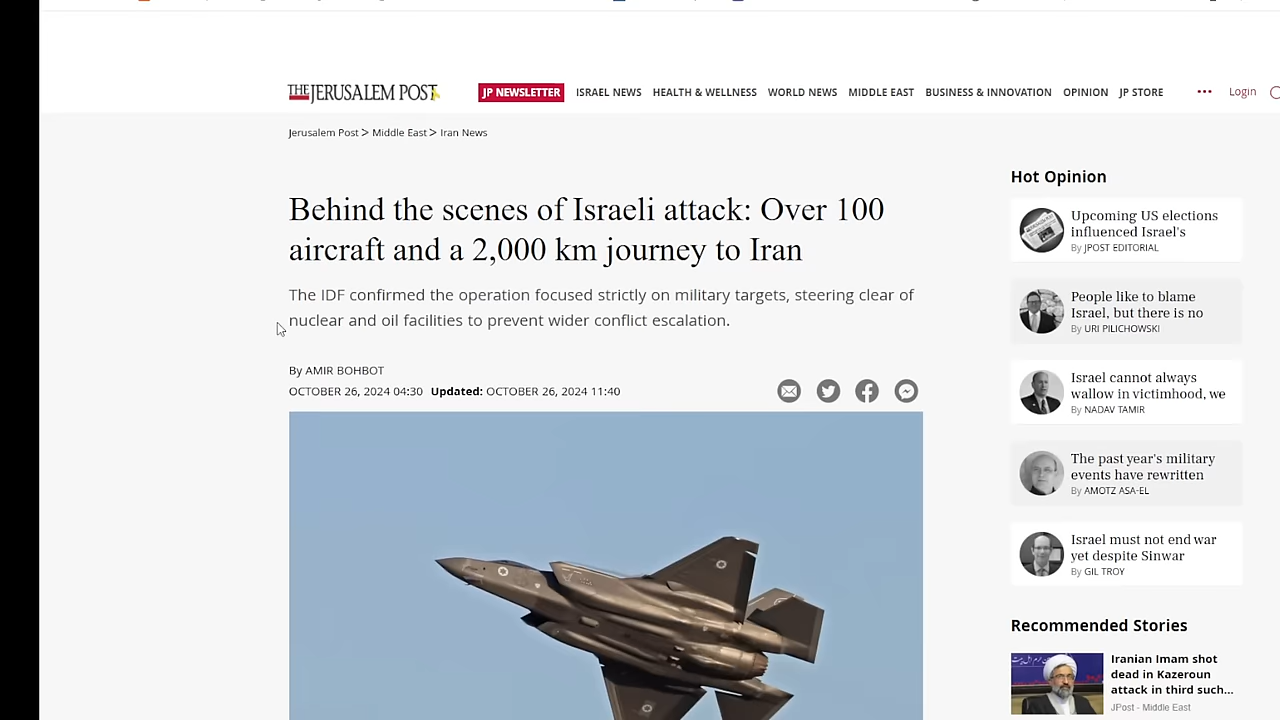 THE JERUSALEM POST
JP NEWSLETTER ISRAEL NEWS HEALTH & WELLNESS WORLD NEWS MIDDLE EAST BUSINESS & INNOVATION OPINION JP STORE ••• Login
Jerusalem Post > Middle East > Iran News
Behind the scenes of Israeli attack: Over 100
aircraft and a 2,000 km journey to Iran
The IDF confirmed the operation focused strictly on military targets, steering clear of
nuclear and oil facilities to prevent wider conflict escalation.
By AMIR BOHBOT
OCTOBER 26, 2024 04:30 Updated: OCTOBER 26, 2024 11:40
Hot Opinion
Upcoming US elections
influenced Israel's
By JPOST EDITORIAL
People like to blame
Israel, but there is no
By URI PILICHOWSKI
Israel cannot always
wallow in victimhood, we
By NADAV TAMIR
The past year's military
events have rewritten
By AMOTZ ASA-EL
Israel must not end war
yet despite Sinwar
By GIL TROY
Recommended Stories
Iranian Imam shot
dead in Kazeroun
attack in third such...
JPost - Middle East